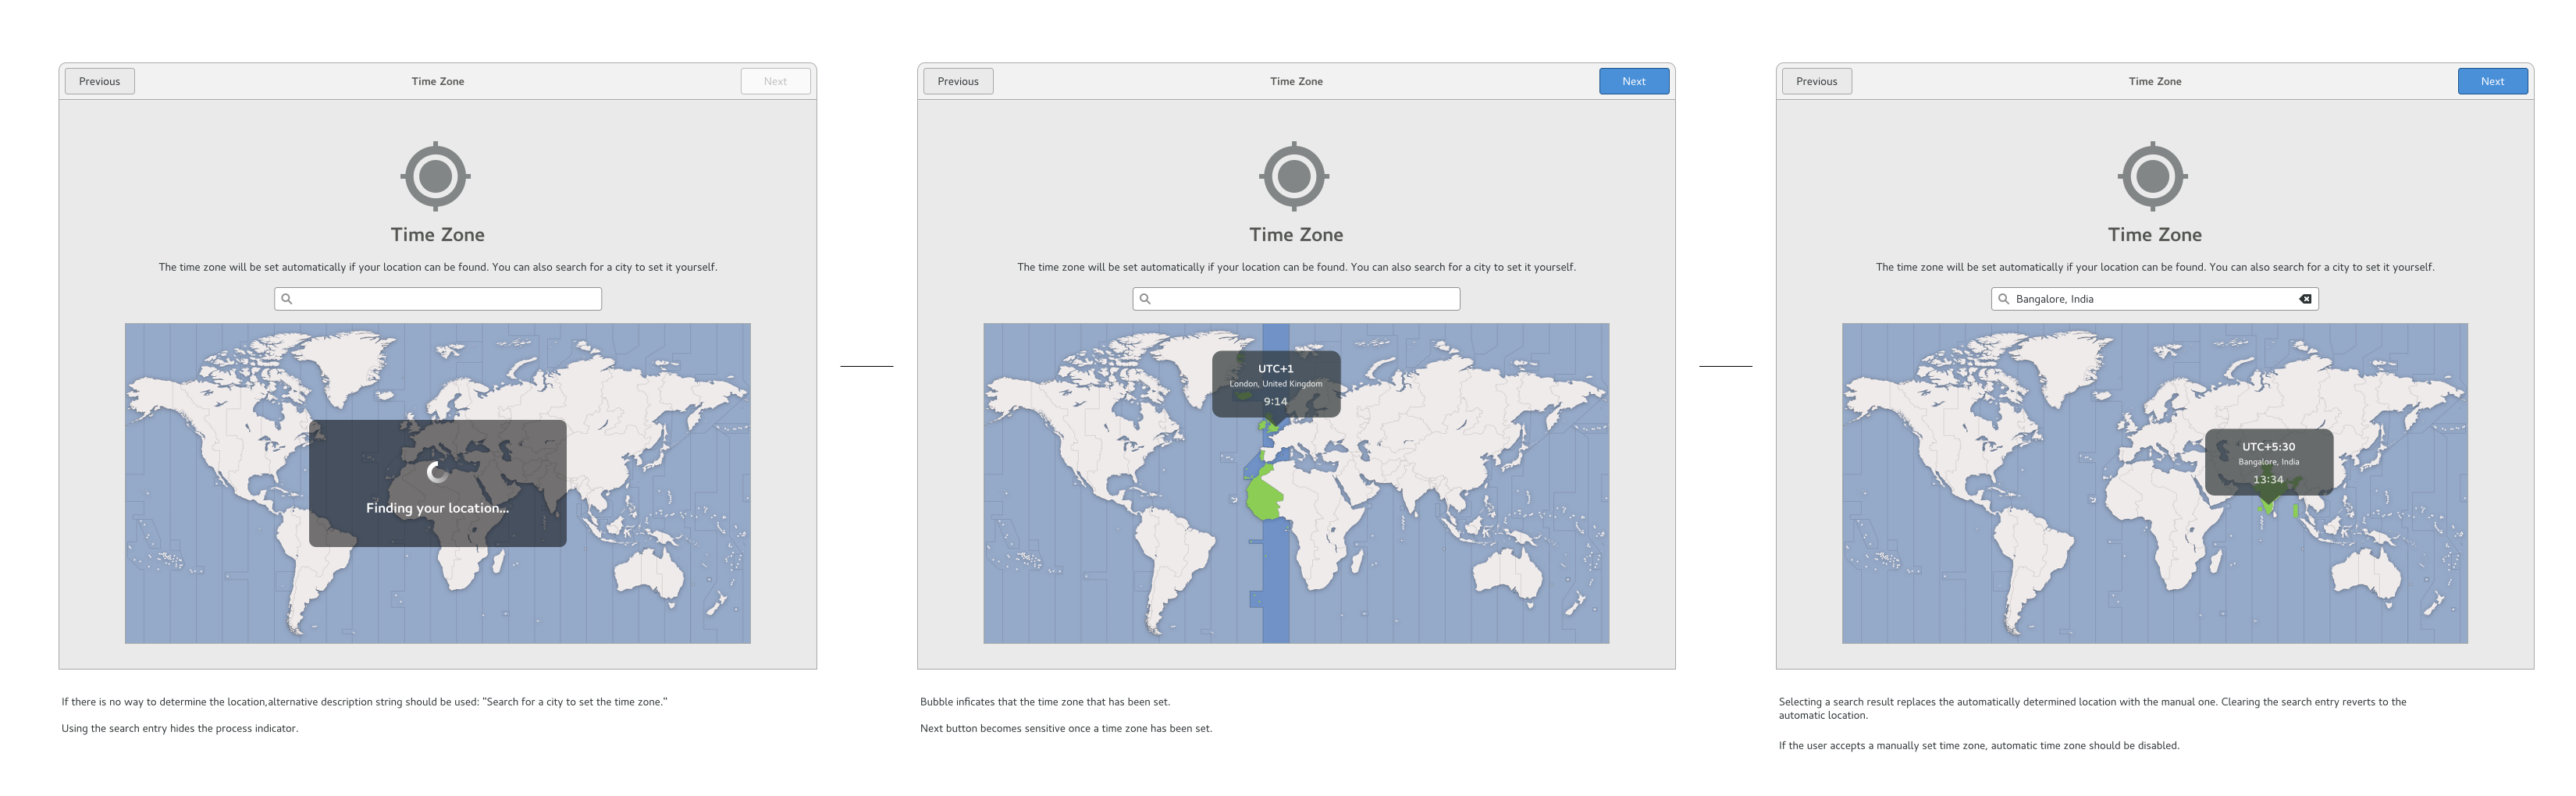 Previous
Time Zone
Next
Time Zone
The time zone will be set automatically if your location can be found. You can also search for a city to set it yourself.
Finding your location...
If there is no way to determine the location,alternative description string should be used: "Search for a city to set the time zone."
Using the search entry hides the process indicator.
Previous
Time Zone
Next
Time Zone
The time zone will be set automatically if your location can be found. You can also search for a city to set it yourself.
UTC+1
London, United Kingdom
9:14
Bubble inficates that the time zone that has been set.
Next button becomes sensitive once a time zone has been set.
Previous
Time Zone
Next
Time Zone
The time zone will be set automatically if your location can be found. You can also search for a city to set it yourself.
Bangalore, India
UTC+5:30
Bangalore, India
13:34
Selecting a search result replaces the automatically determined location with the manual one. Clearing the search entry reverts to the
automatic location.
If the user accepts a manually set time zone, automatic time zone should be disabled.